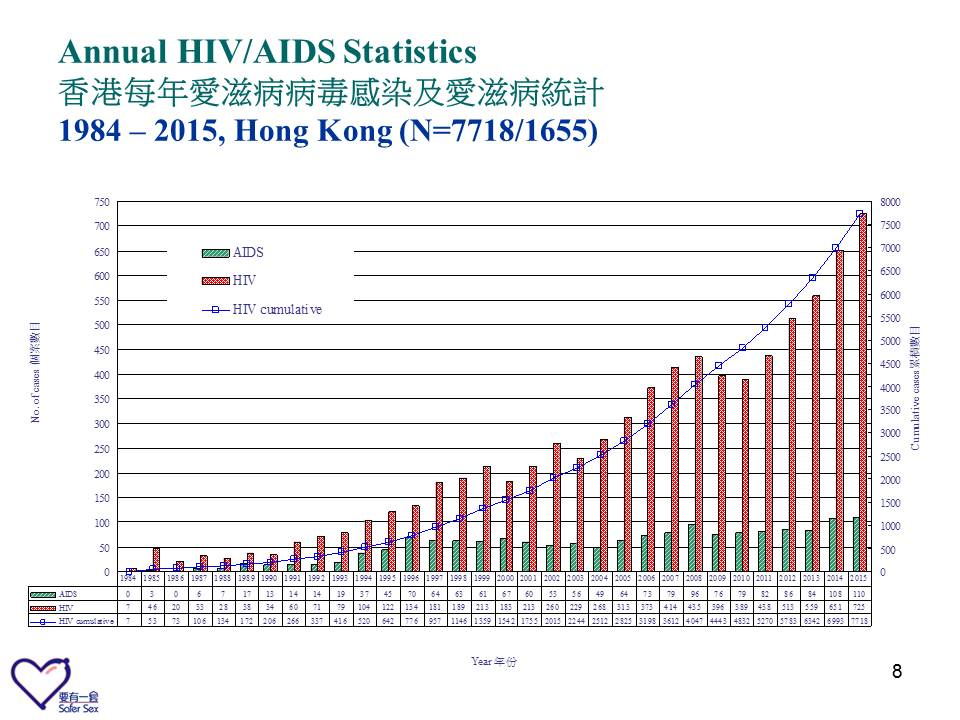 Annual HIV/AIDS Statistics
香港每年愛滋病病毒感染及愛滋病統計
1984 – 2015, Hong Kong (N=7718/1655)
No. of cases 個案數目
750
700
650
600
550
500
450
400
350
300
250
200
150
100
50
0
AIDS
HIV
HIV cumulative
8000
7500
7000
6500
6000
5500
5000
4500
4000
3500
3000
2500
2000
1500
1000
500
0
Cumulative cases 累積數目
1984 1985 1986 1987 1988 1989 1990 1991 1992 1993 1994 1995 1996 1997 1998 1999 2000 2001 2002 2003 2004 2005 2006 2007 2008 2009 2010 2011 2012 2013 2014 2015
AIDS 0 3 0 6 7 17 13 14 14 19 37 45 70 64 63 61 67 60 53 56 49 64 73 79 96 76 79 82 86 84 108 110
HIV 7 46 20 33 28 38 34 60 71 79 104 122 134 181 189 213 183 213 260 229 268 313 373 414 435 396 389 438 513 559 651 725
HIV cumulative 7 53 73 106 134 172 206 266 337 416 520 642 776 957 1146 1359 1542 1755 2015 2244 2512 2825 3198 3612 4047 4443 4832 5270 5783 6342 6993 7718
Year 年份
要有一套
Safer Sex
8